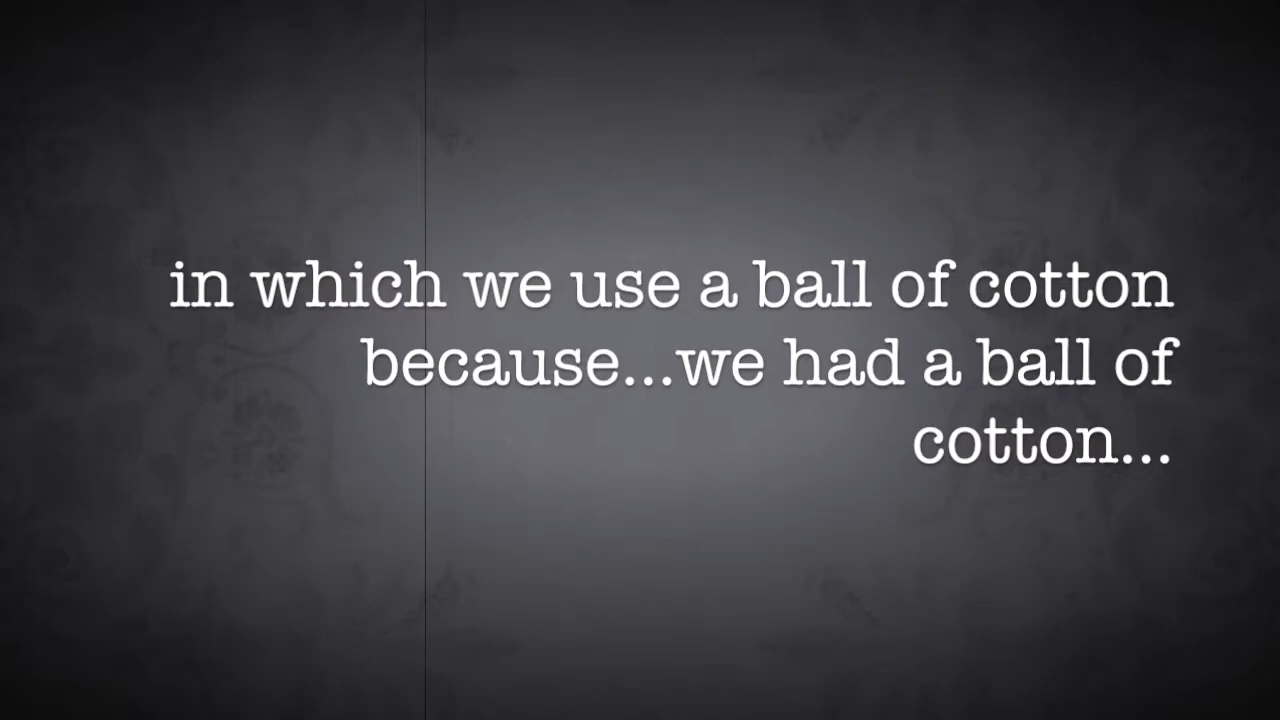 in which we use a ball of cotton
because...we had a ball of
cotton...